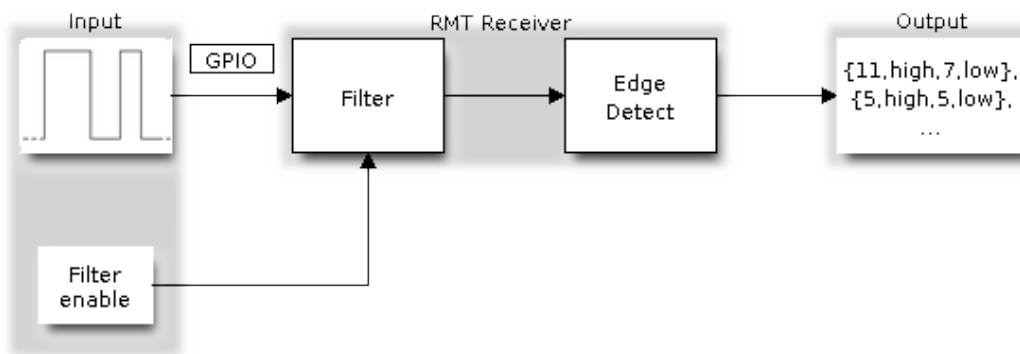 Input
RMT Receiver
Output
GPIO
Filter
Edge
Detect
{11,high,7,low},
{5,high,5,low},
...
Filter
enable